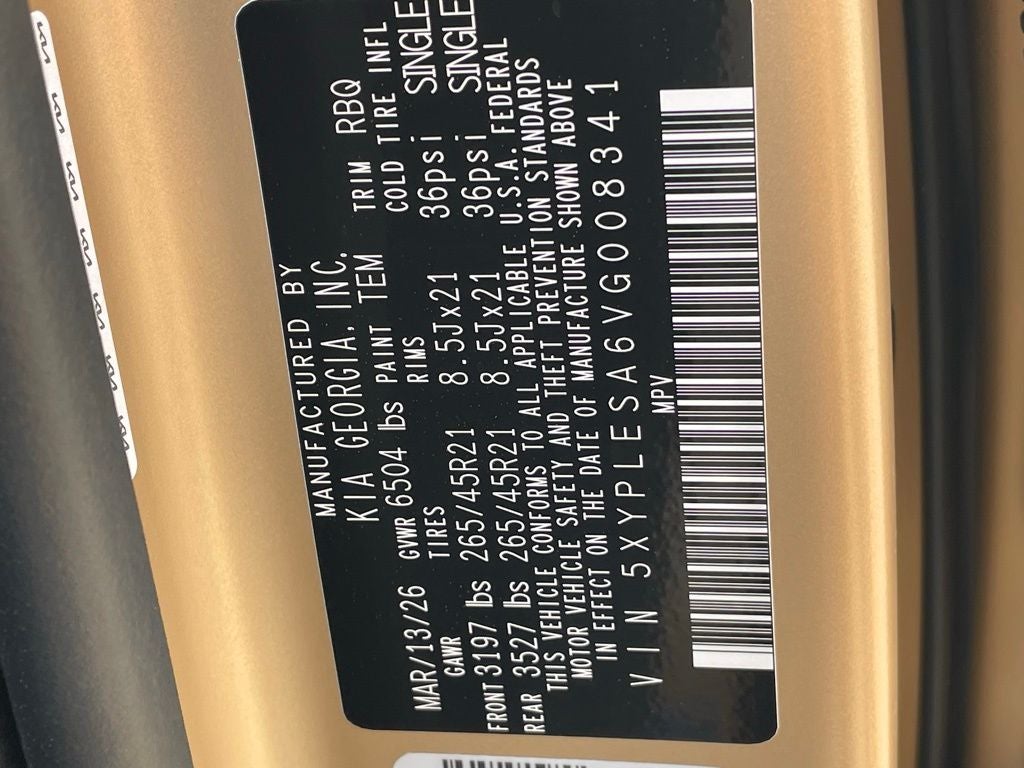 MANUFACTURED BY
KIA GEORGIA, INC.
MAR/13/26 GVWR 6504 lbs PAINT TEM TRIM RBQ
GAWR TIRES RIMS COLD TIRE INFL
FRONT 3197 lbs 265/45R21 8.5Jx21 36psi SINGLE
REAR 3527 lbs 265/45R21 8.5Jx21 36psi SINGLE
THIS VEHICLE CONFORMS TO ALL APPLICABLE U.S.A. FEDERAL
MOTOR VEHICLE SAFETY AND THEFT PREVENTION STANDARDS
IN EFFECT ON THE DATE OF MANUFACTURE SHOWN ABOVE
VIN 5XYPLESA6VG008341
MPV